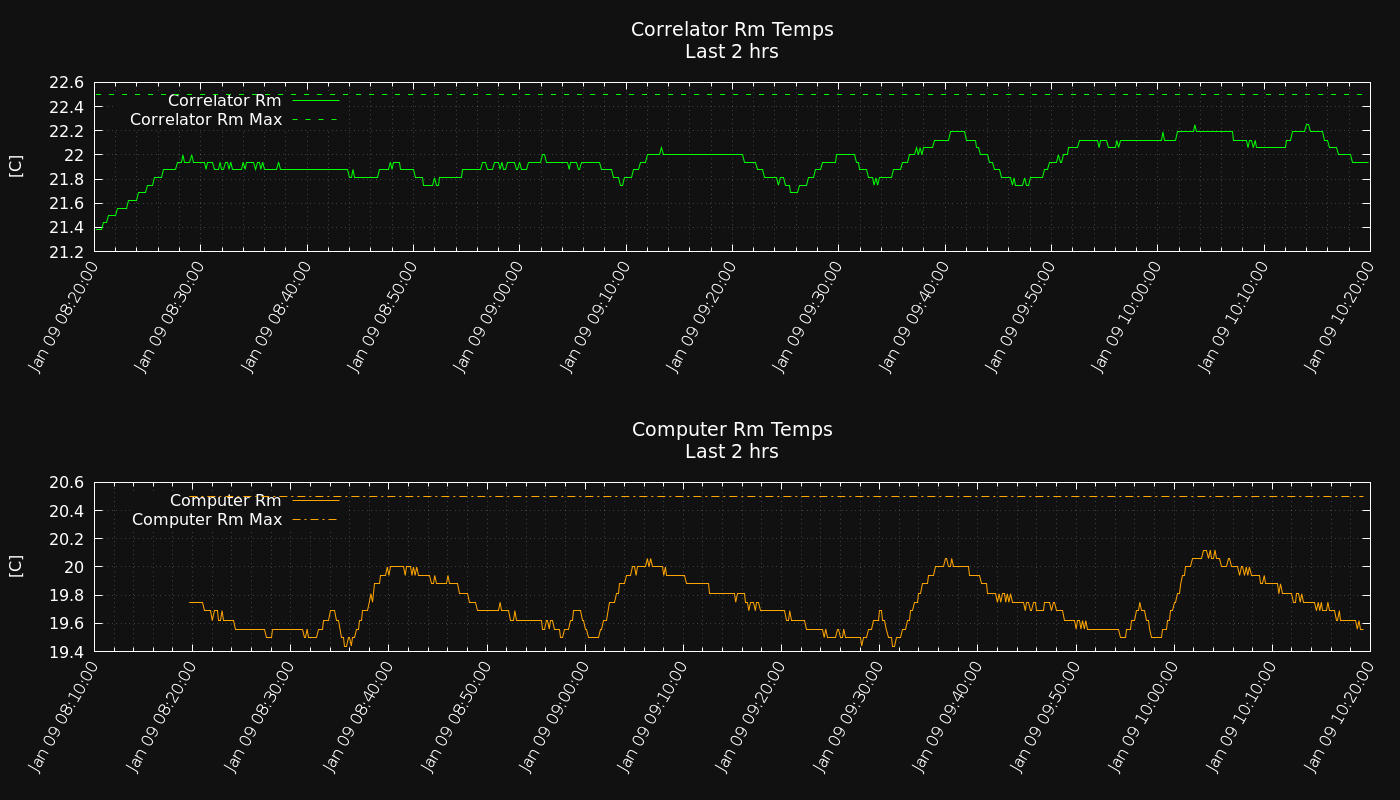 Correlator Rm Temps
Last 2 hrs
22.6
22.4
22.2
22
21.8
21.6
21.4
21.2
[C]
Correlator Rm
Correlator Rm Max
Jan 09 08:20:00
Jan 09 08:30:00
Jan 09 08:40:00
Jan 09 08:50:00
Jan 09 09:00:00
Jan 09 09:10:00
Jan 09 09:20:00
Jan 09 09:30:00
Jan 09 09:40:00
Jan 09 09:50:00
Jan 09 10:00:00
Jan 09 10:10:00
Jan 09 10:20:00
Computer Rm Temps
Last 2 hrs
20.6
20.4
20.2
20
19.8
19.6
19.4
[C]
Computer Rm
Computer Rm Max
Jan 09 08:10:00
Jan 09 08:20:00
Jan 09 08:30:00
Jan 09 08:40:00
Jan 09 08:50:00
Jan 09 09:00:00
Jan 09 09:10:00
Jan 09 09:20:00
Jan 09 09:30:00
Jan 09 09:40:00
Jan 09 09:50:00
Jan 09 10:00:00
Jan 09 10:10:00
Jan 09 10:20:00